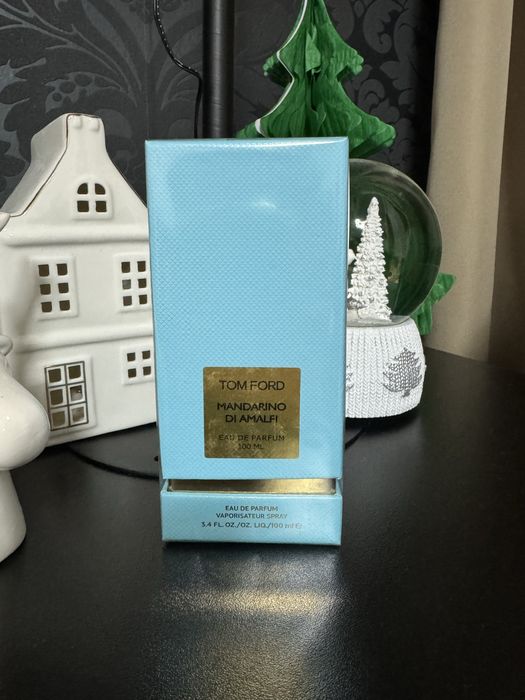 TOM FORD
MANDARINO
DI AMALFI
EAU DE PARFUM
100 ML
EAU DE PARFUM
VAPORISATEUR SPRAY
3.4 FL. OZ./OZ. LIQ./100 ml ℮